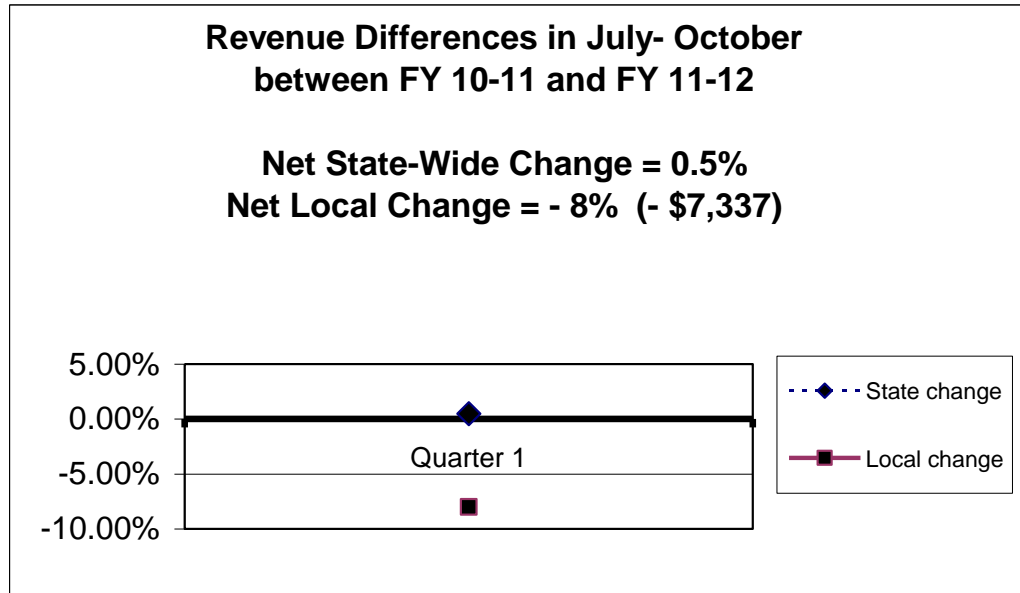 Revenue Differences in July- October
between FY 10-11 and FY 11-12
Net State-Wide Change = 0.5%
Net Local Change = - 8%  (- $7,337)
5.00%
0.00%
-5.00%
-10.00%
Quarter 1
State change
Local change